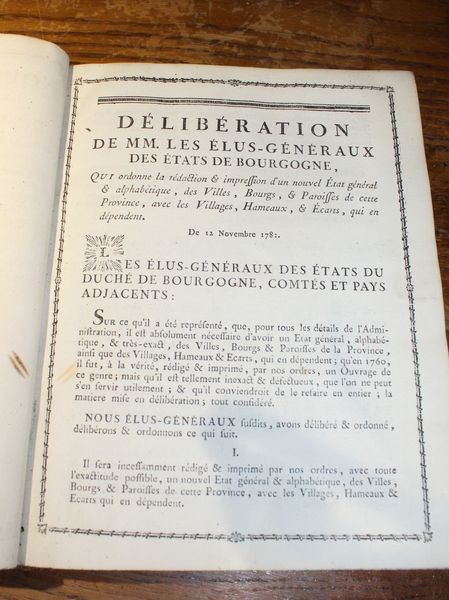 DÉLIBÉRATION
DE MM. LES ÉLUS-GÉNÉRAUX
DES ÉTATS DE BOURGOGNE,
QUI ordonne la rédaction & impression d'un nouvel État général
& alphabétique, des Villes, Bourgs, & Paroisses de cette
Province, avec les Villages, Hameaux, & Écarts, qui en
dépendent.
De 12 Novembre 1781.
LES ÉLUS-GÉNÉRAUX DES ÉTATS DU
DUCHÉ DE BOURGOGNE, COMTÉS ET PAYS
ADJACENTS :
SUR ce qu'il a été représenté, que, pour tous les détails de l'Admi-
nistration, il est absolument nécessaire d'avoir un Etat général, alphabé-
tique, & très-exact, des Villes, Bourgs & Paroisses de la Province,
ainsi que des Villages, Hameaux & Ecarts, qui en dépendent ; qu'en 1760,
il fut, à la vérité, rédigé & imprimé, par nos ordres, un Ouvrage de
ce genre; mais qu'il est tellement inexact & défectueux, que l'on ne peut
s'en servir utilement ; & qu'il conviendroit de le refaire en entier ; la
matiere mise en délibération ; tout considéré.
NOUS ÉLUS-GÉNÉRAUX susdits, avons délibéré & ordonné,
délibérons & ordonnons ce qui suit.
I.
Il sera incessamment rédigé & imprimé par nos ordres, avec toute
l'exactitude possible, un nouvel Etat général & alphabétique, des Villes,
Bourgs & Paroisses de cette Province, avec les Villages, Hameaux &
Ecarts qui en dépendent.